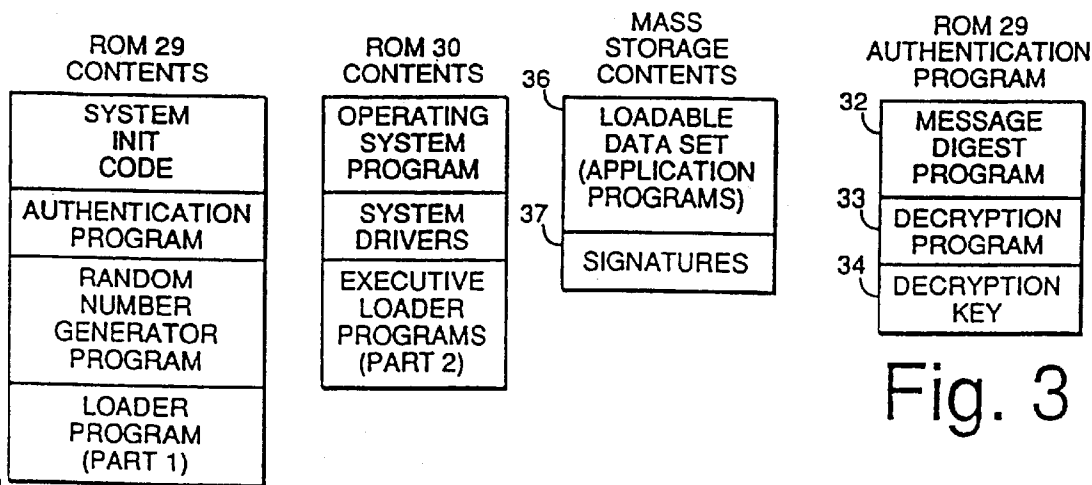 ROM 29
CONTENTS
SYSTEM
INIT
CODE
AUTHENTICATION
PROGRAM
RANDOM
NUMBER
GENERATOR
PROGRAM
LOADER
PROGRAM
(PART 1)
ROM 30
CONTENTS
OPERATING
SYSTEM
PROGRAM
SYSTEM
DRIVERS
EXECUTIVE
LOADER
PROGRAMS
(PART 2)
MASS
STORAGE
CONTENTS
36
LOADABLE
DATA SET
(APPLICATION
PROGRAMS)
37
SIGNATURES
ROM 29
AUTHENTICATION
PROGRAM
32
MESSAGE
DIGEST
PROGRAM
33
DECRYPTION
PROGRAM
34
DECRYPTION
KEY
Fig. 3